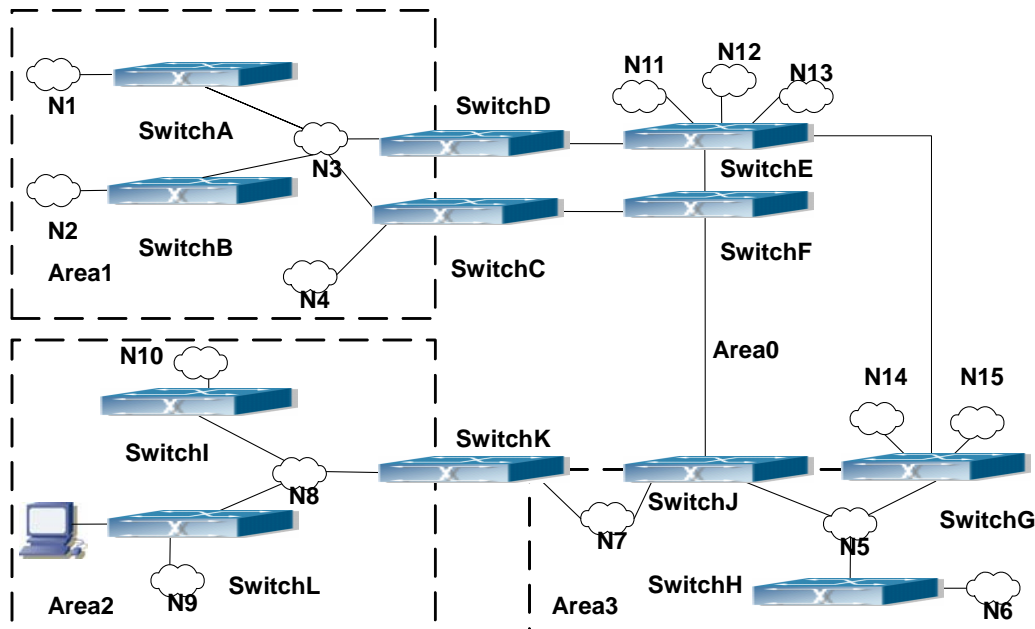 N11
N12
N13
N1
SwitchA
SwitchD
N3
SwitchE
N2
SwitchB
Area1
N4
SwitchC
SwitchF
Area0
N10
N14
N15
SwitchI
SwitchK
N8
SwitchJ
SwitchG
N7
N5
SwitchH
SwitchL
N9
Area2
Area3
N6